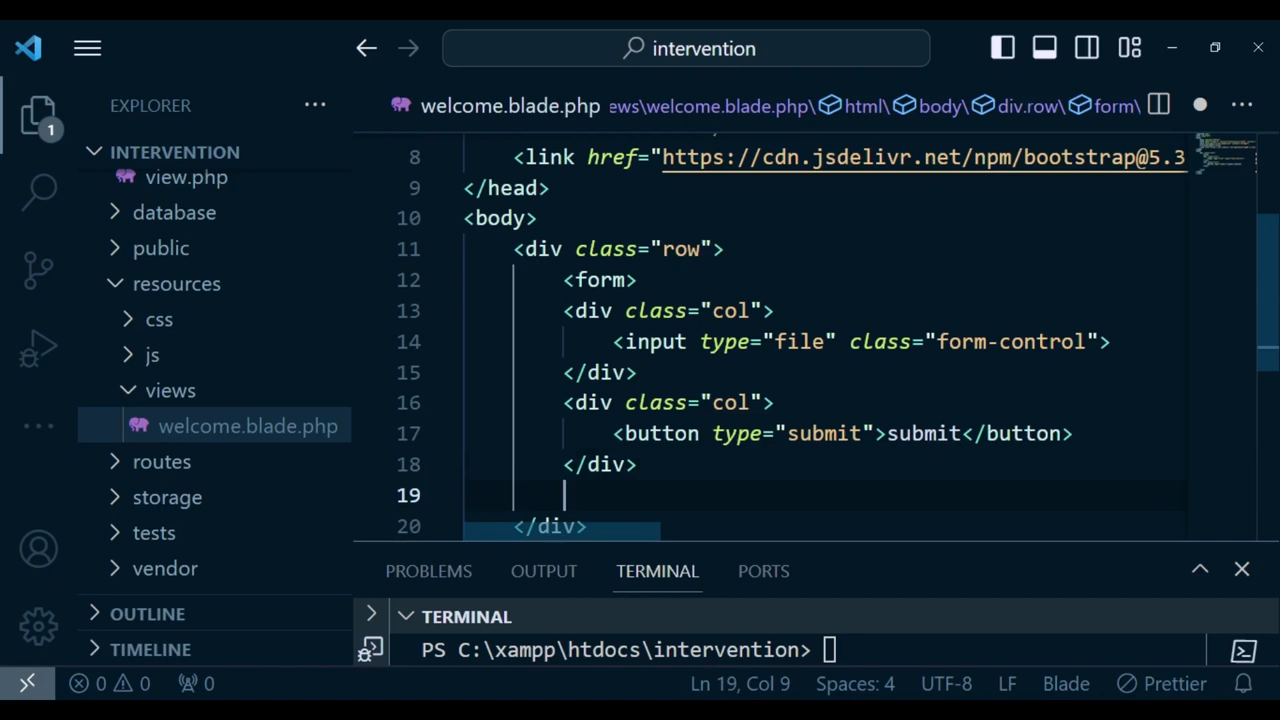 intervention
EXPLORER
1
INTERVENTION
view.php
database
public
resources
css
js
views
welcome.blade.php
routes
storage
tests
vendor
OUTLINE
TIMELINE
welcome.blade.php ews\welcome.blade.php\ html\ body\ div.row\ form\
8 <link href="https://cdn.jsdelivr.net/npm/bootstrap@5.3
9 </head>
10 <body>
11 <div class="row">
12 <form>
13 <div class="col">
14 <input type="file" class="form-control">
15 </div>
16 <div class="col">
17 <button type="submit">submit</button>
18 </div>
19
20 </div>
PROBLEMS OUTPUT TERMINAL PORTS
TERMINAL
PS C:\xampp\htdocs\intervention>
0 0 0 Ln 19, Col 9 Spaces: 4 UTF-8 LF Blade Prettier